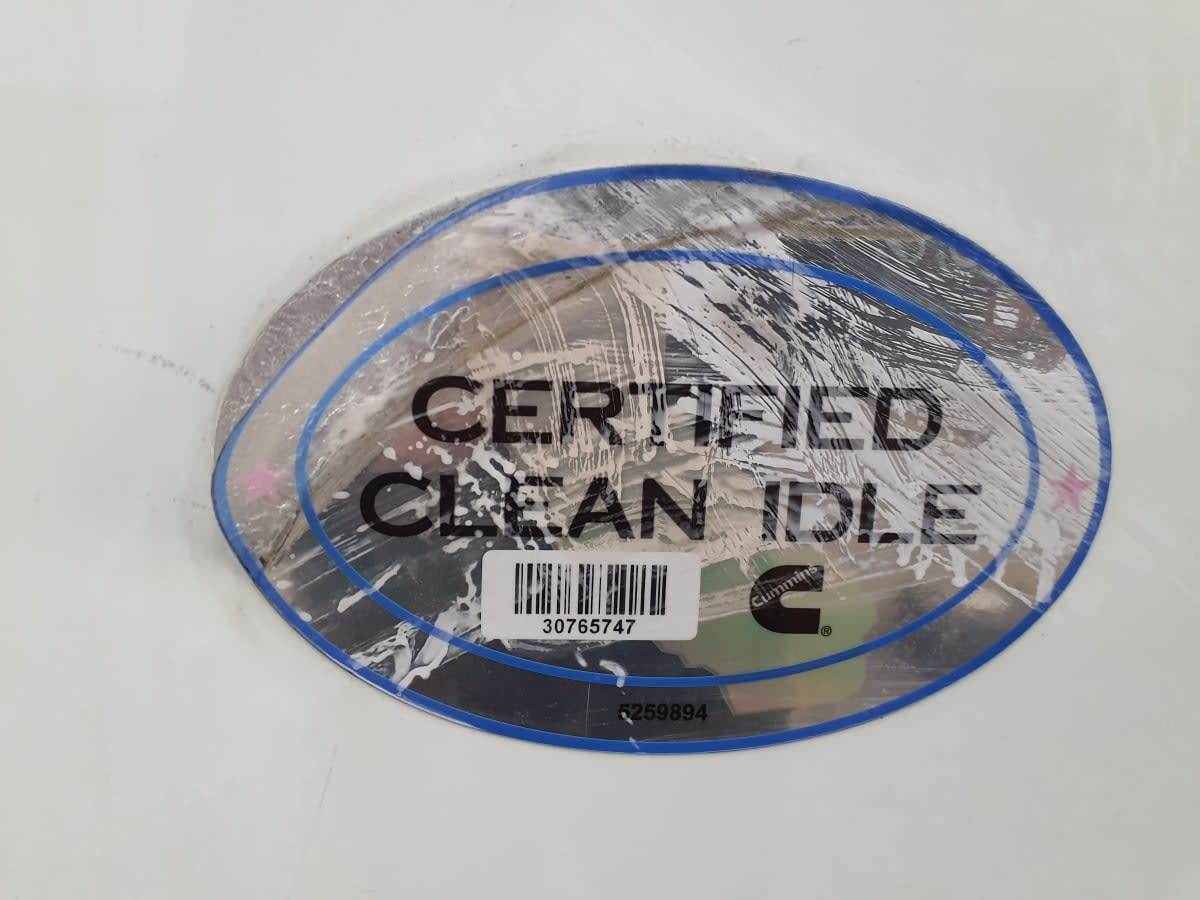 CERTIFIED
CLEAN IDLE
30765747
Cummins
®
5259894